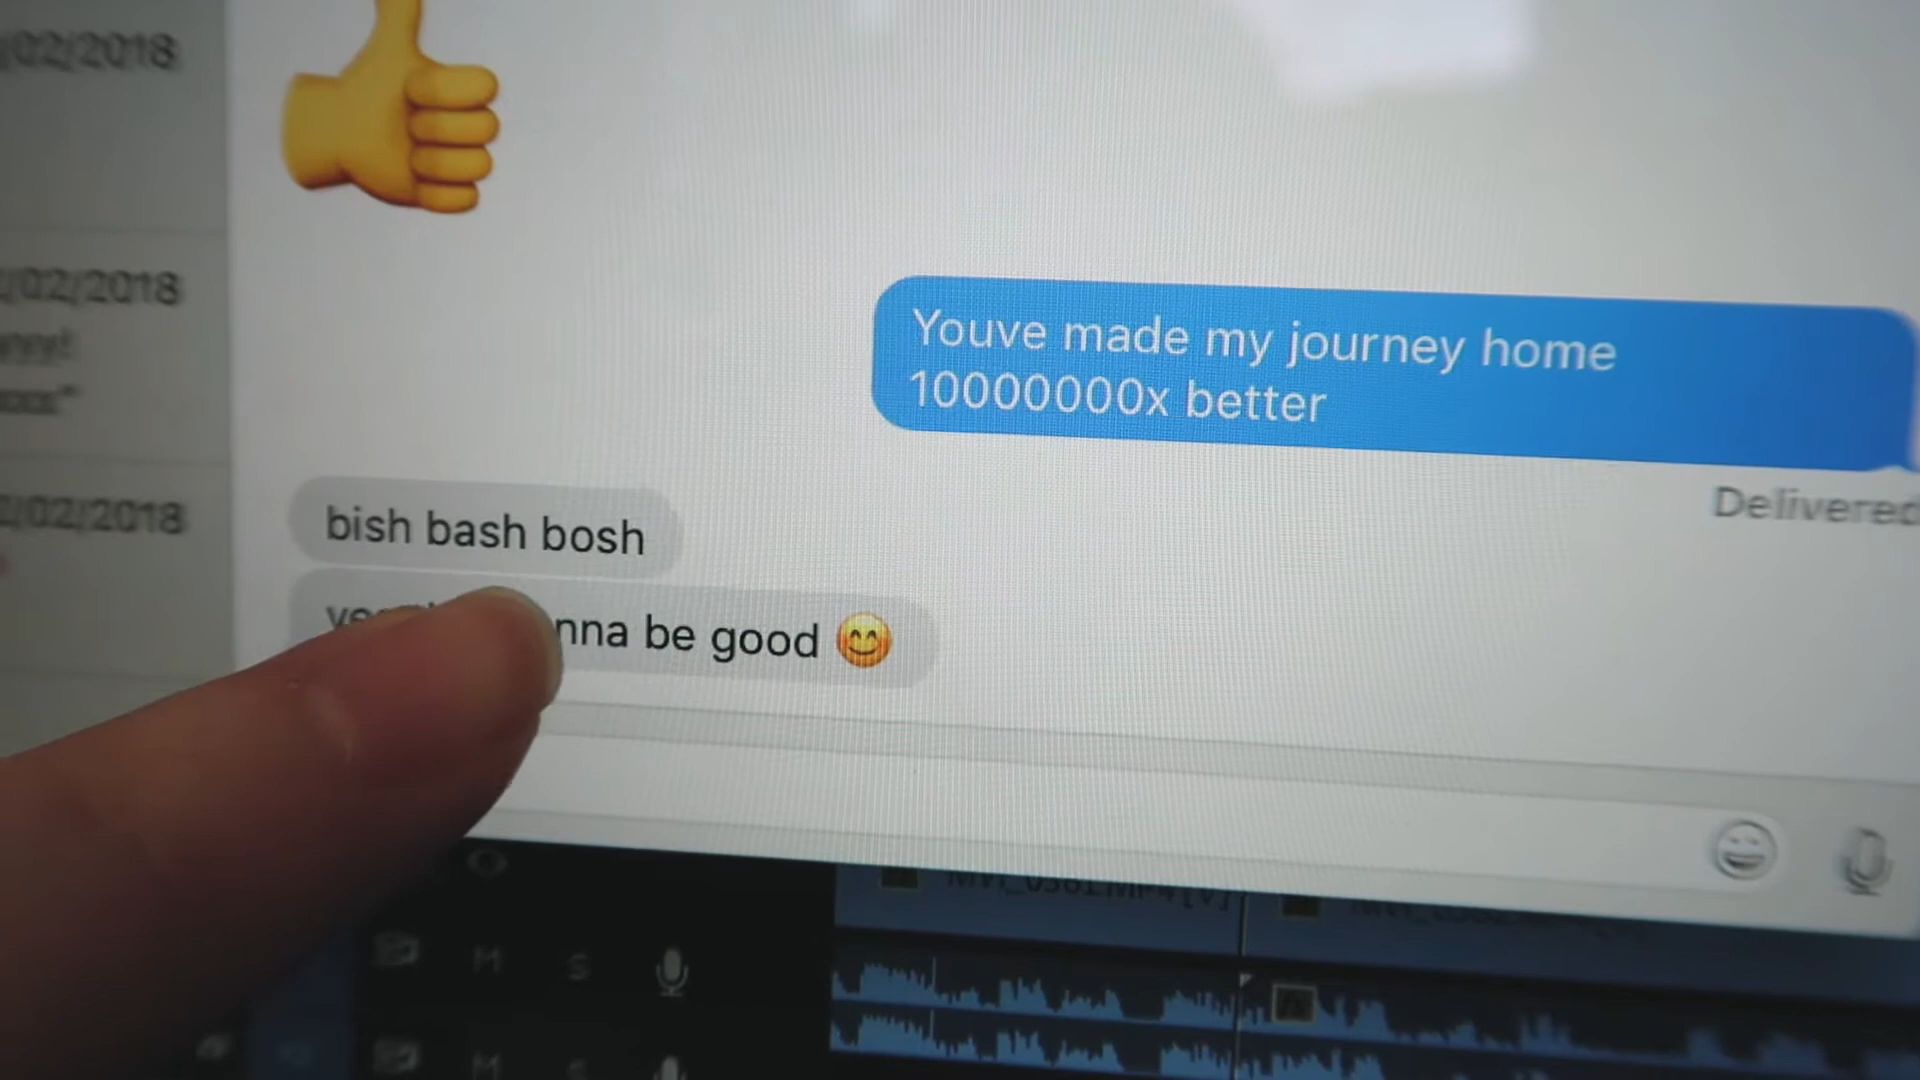 /02/2018
/02/2018
/02/2018
Youve made my journey home
10000000x better
Delivered
bish bash bosh
nna be good 😊
M S
M S